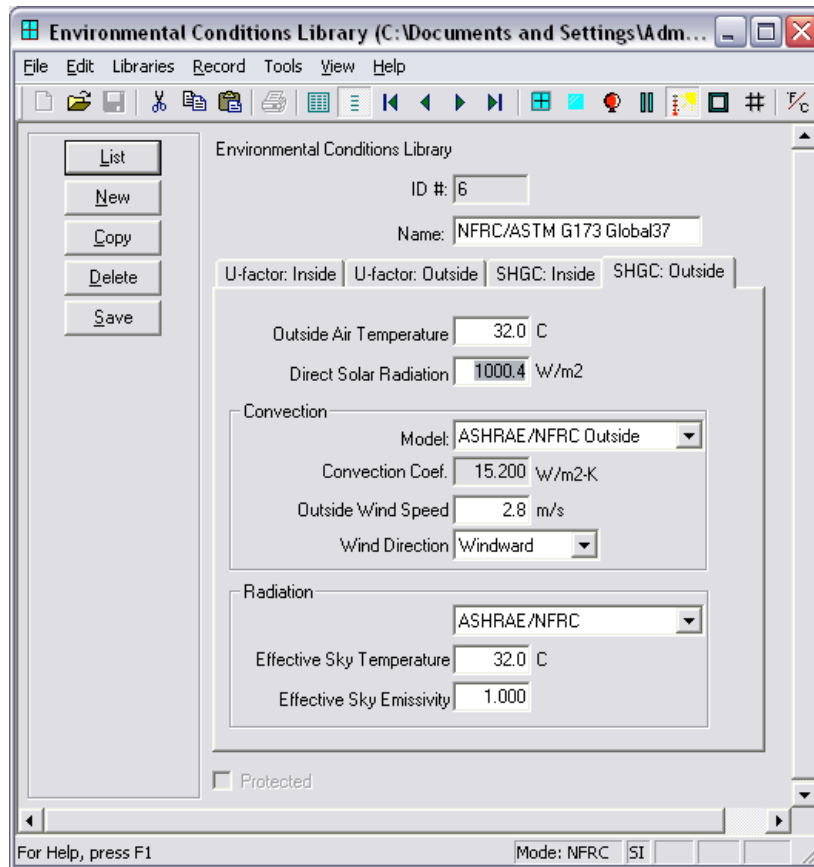 Environmental Conditions Library (C:\Documents and Settings\Adm...
File Edit Libraries Record Tools View Help
F/C
List
New
Copy
Delete
Save
Environmental Conditions Library
ID #: 6
Name: NFRC/ASTM G173 Global37
U-factor: Inside U-factor: Outside SHGC: Inside SHGC: Outside
Outside Air Temperature 32.0 C
Direct Solar Radiation 1000.4 W/m2
Convection
Model: ASHRAE/NFRC Outside
Convection Coef. 15.200 W/m2-K
Outside Wind Speed 2.8 m/s
Wind Direction Windward
Radiation
ASHRAE/NFRC
Effective Sky Temperature 32.0 C
Effective Sky Emissivity 1.000
Protected
For Help, press F1 Mode: NFRC SI